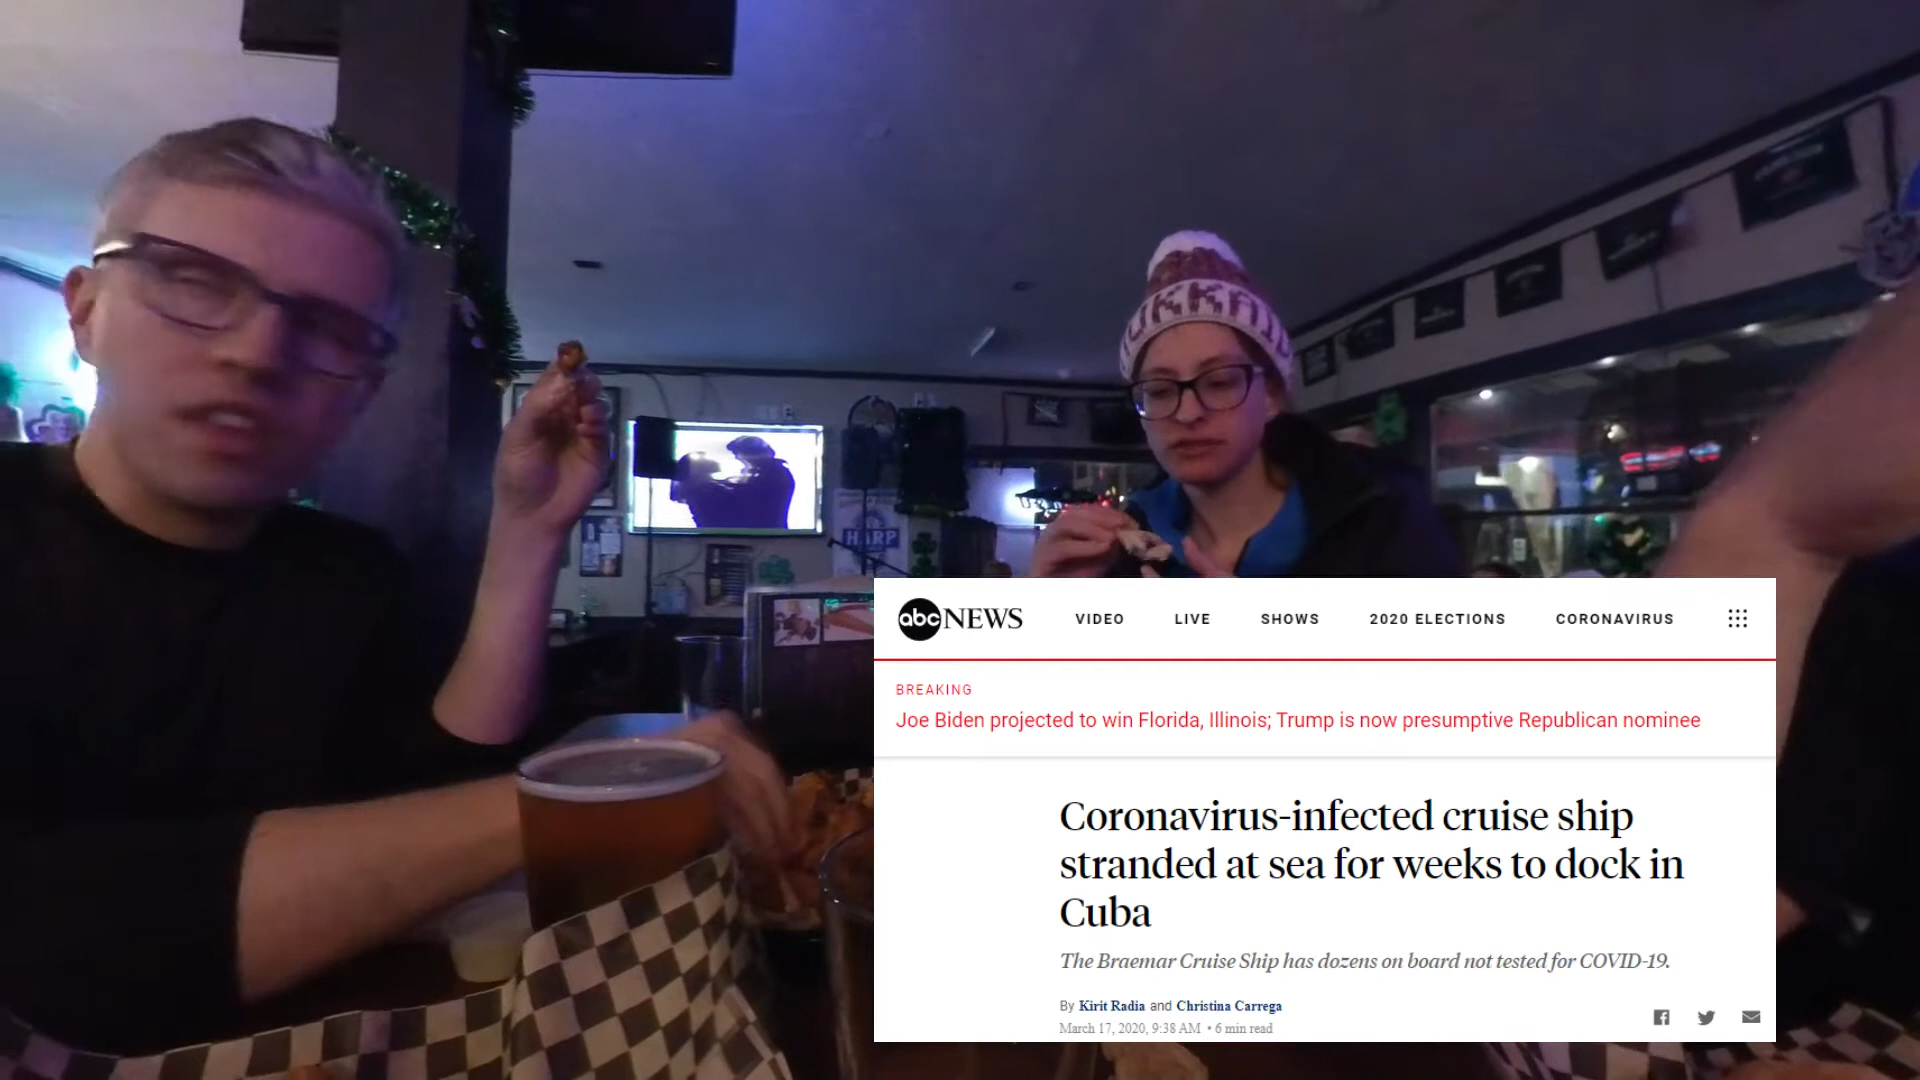 UKKAID
HARP
abc NEWS VIDEO LIVE SHOWS 2020 ELECTIONS CORONAVIRUS
BREAKING
Joe Biden projected to win Florida, Illinois; Trump is now presumptive Republican nominee
Coronavirus-infected cruise ship
stranded at sea for weeks to dock in
Cuba
The Braemar Cruise Ship has dozens on board not tested for COVID-19.
By Kirit Radia and Christina Carrega
March 17, 2020, 9:38 AM • 6 min read